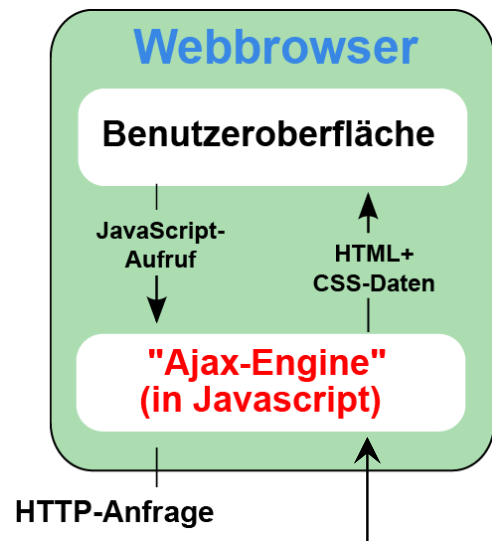 Webbrowser
Benutzeroberfläche
JavaScript-
Aufruf
HTML+
CSS-Daten
"Ajax-Engine"
(in Javascript)
HTTP-Anfrage